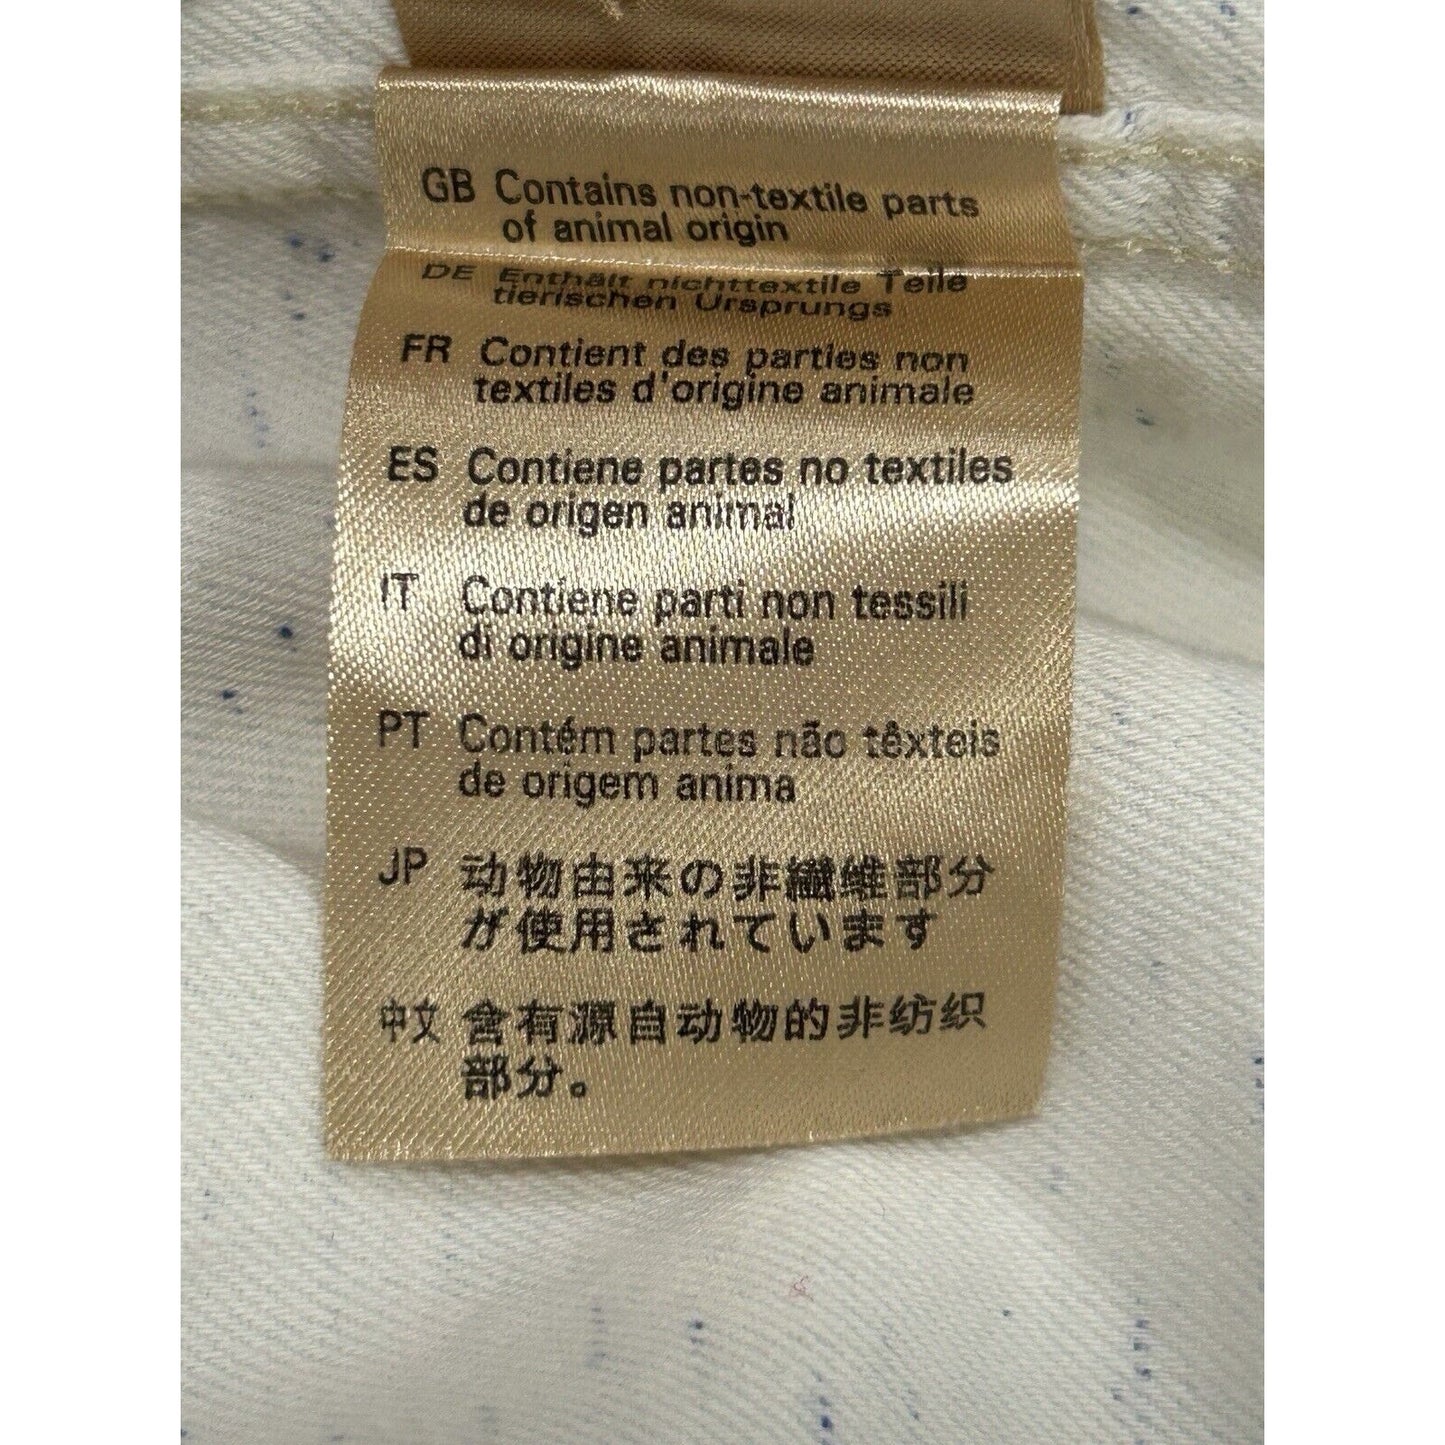 GB Contains non-textile parts
of animal origin
DE Enthält nichttextile Teile
tierischen Ursprungs
FR Contient des parties non
textiles d'origine animale
ES Contiene partes no textiles
de origen animal
IT Contiene parti non tessili
di origine animale
PT Contém partes não têxteis
de origem anima
JP 动物由来の非繊维部分
が使用されています
中文 含有源自动物的非纺织
部分。